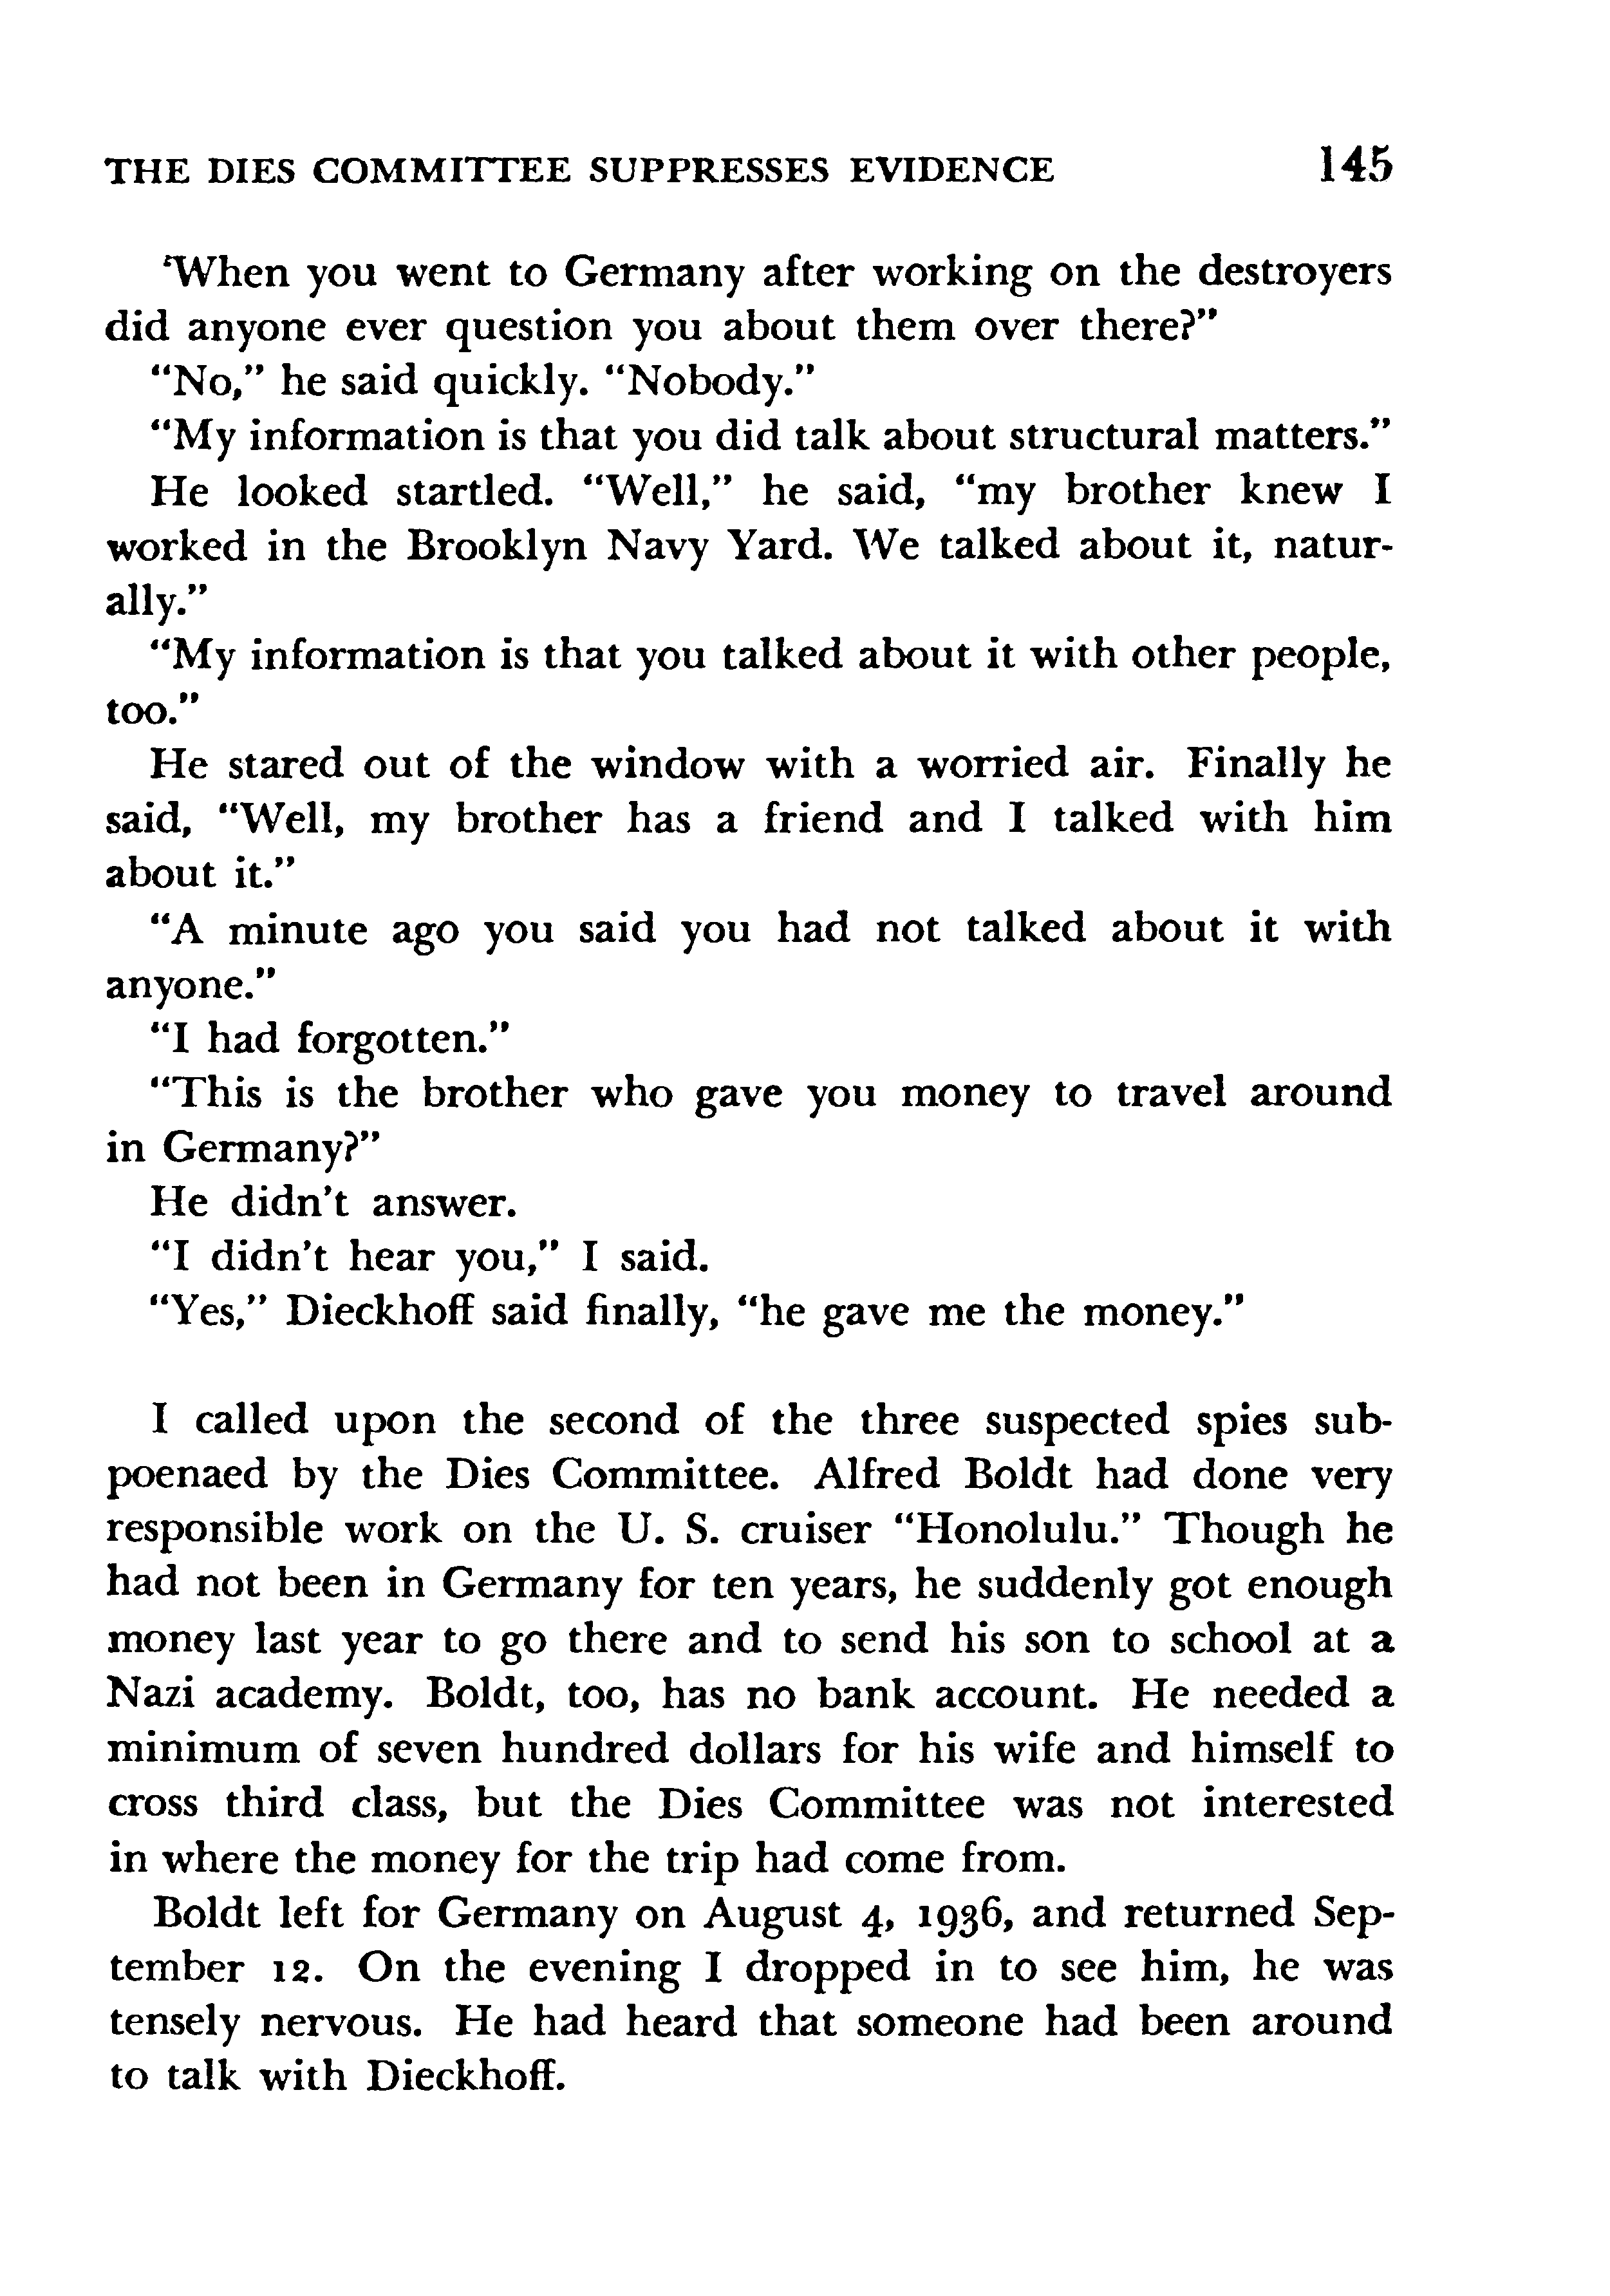 THE DIES COMMITTEE SUPPRESSES EVIDENCE 145
‘When you went to Germany after working on the destroyers
did anyone ever question you about them over there?”
“No,” he said quickly. “Nobody.”
“My information is that you did talk about structural matters.”
He looked startled. “Well,” he said, “my brother knew I
worked in the Brooklyn Navy Yard. We talked about it, natur-
ally.”
“My information is that you talked about it with other people,
too.”
He stared out of the window with a worried air. Finally he
said, “Well, my brother has a friend and I talked with him
about it.”
“A minute ago you said you had not talked about it with
anyone.”
“I had forgotten.”
“This is the brother who gave you money to travel around
in Germany?”
He didn’t answer.
“I didn’t hear you,” I said.
“Yes,” Dieckhoff said finally, “he gave me the money.”
I called upon the second of the three suspected spies sub-
poenaed by the Dies Committee. Alfred Boldt had done very
responsible work on the U. S. cruiser “Honolulu.” Though he
had not been in Germany for ten years, he suddenly got enough
money last year to go there and to send his son to school at a
Nazi academy. Boldt, too, has no bank account. He needed a
minimum of seven hundred dollars for his wife and himself to
cross third class, but the Dies Committee was not interested
in where the money for the trip had come from.
Boldt left for Germany on August 4, 1936, and returned Sep-
tember 12. On the evening I dropped in to see him, he was
tensely nervous. He had heard that someone had been around
to talk with Dieckhoff.